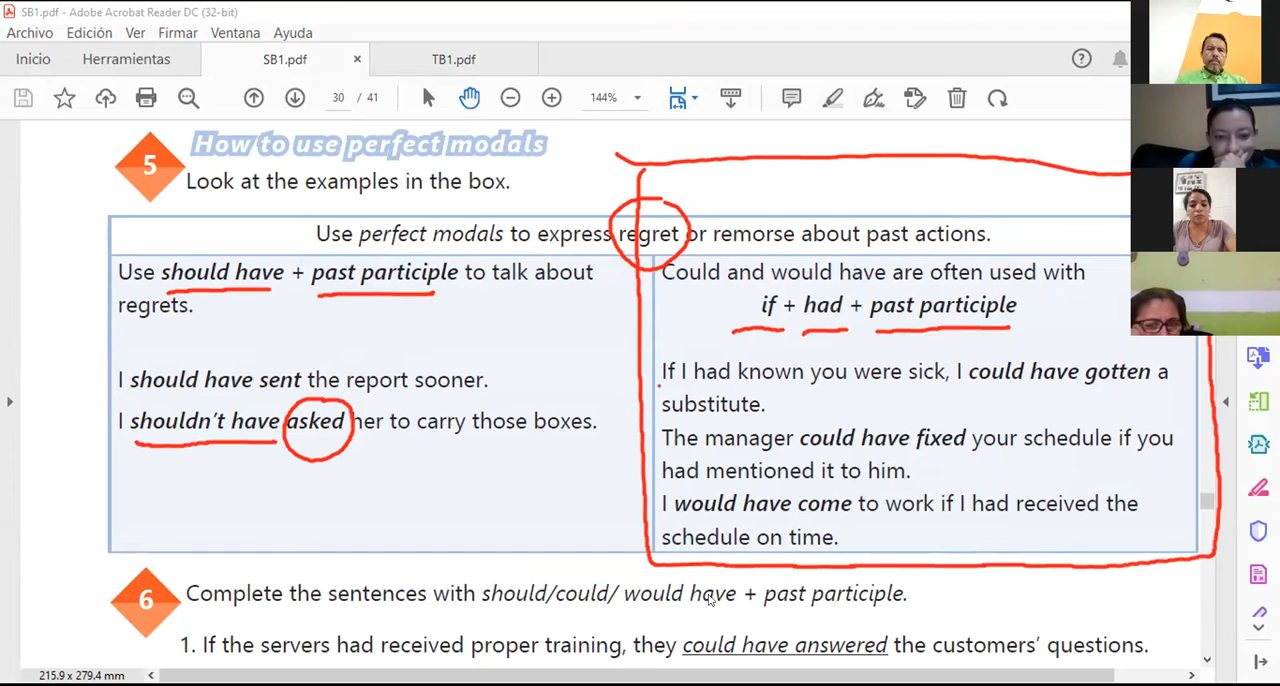 SB1.pdf - Adobe Acrobat Reader DC (32-bit)
Archivo Edición Ver Firmar Ventana Ayuda
Inicio Herramientas SB1.pdf × TB1.pdf
30 / 41 144%
5 How to use perfect modals
Look at the examples in the box.
Use perfect modals to express regret or remorse about past actions.
Use should have + past participle to talk about
regrets.
I should have sent the report sooner.
I shouldn't have asked her to carry those boxes.
Could and would have are often used with
if + had + past participle
If I had known you were sick, I could have gotten a
substitute.
The manager could have fixed your schedule if you
had mentioned it to him.
I would have come to work if I had received the
schedule on time.
6 Complete the sentences with should/could/ would have + past participle.
1. If the servers had received proper training, they could have answered the customers' questions.
215.9 x 279.4 mm